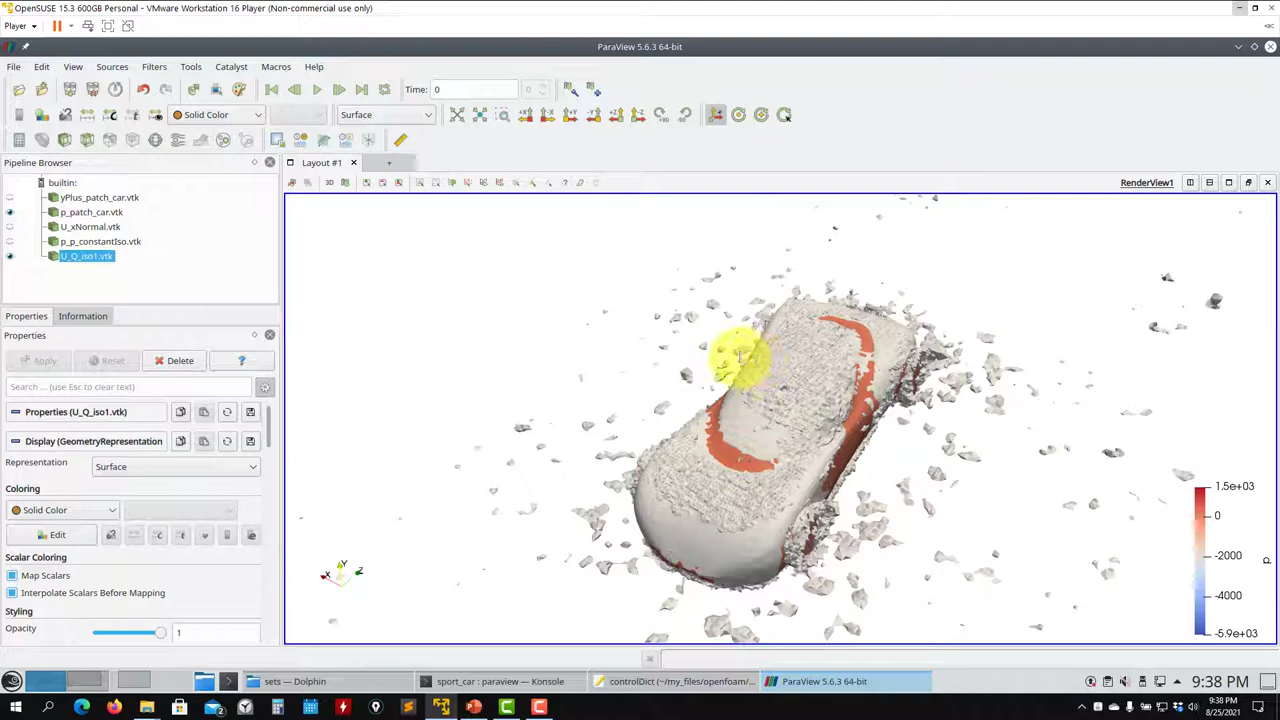 OpenSUSE 15.3 600GB Personal - VMware Workstation 16 Player (Non-commercial use only)
Player
ParaView 5.6.3 64-bit
File Edit View Sources Filters Tools Catalyst Macros Help
Time: 0 0
Solid Color Surface +X -X +Y -Y +Z -Z +90 -90
Pipeline Browser
Layout #1 +
3D
RenderView1
builtin:
yPlus_patch_car.vtk
p_patch_car.vtk
U_xNormal.vtk
p_p_constantIso.vtk
U_Q_iso1.vtk
Properties Information
Properties
Apply Reset Delete ?
Search ... (use Esc to clear text)
Properties (U_Q_iso1.vtk)
Display (GeometryRepresentation
Representation Surface
Coloring
Solid Color
Edit
Scalar Coloring
Map Scalars
Interpolate Scalars Before Mapping
Styling
Opacity 1
X Y Z
1.5e+03
0
-2000
-4000
-5.9e+03
p
sets — Dolphin
sport_car : paraview — Konsole
controlDict (~/my_files/openfoam/...
ParaView 5.6.3 64-bit
9:38 PM
9:38 PM
8/25/2021